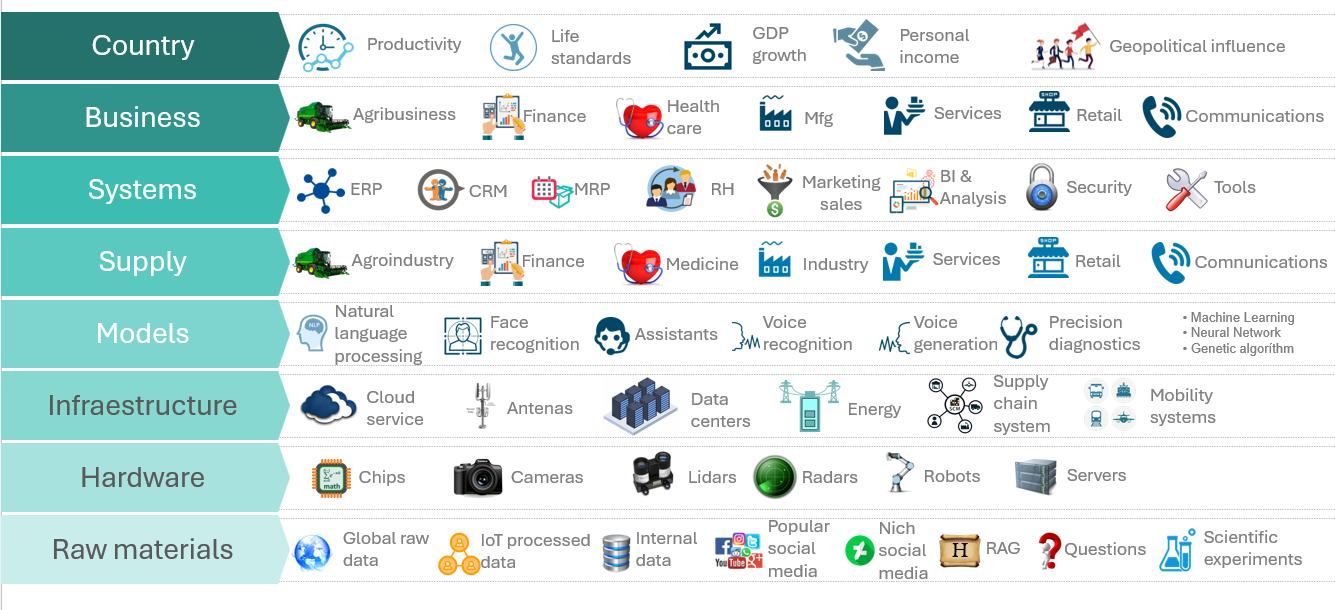 Country
Productivity
Life
standards
GDP
growth
Personal
income
Geopolitical influence
Business
Agribusiness
Finance
Health
care
Mfg
Services
SHOP
Retail
Communications
Systems
ERP
CRM
MRP
RH
Marketing
sales
BI &
Analysis
Security
Tools
Supply
Agroindustry
Finance
Medicine
Industry
Services
SHOP
Retail
Communications
Models
NLP
Natural
language
processing
Face
recognition
Assistants
Voice
recognition
Voice
generation
Precision
diagnostics
• Machine Learning
• Neural Network
• Genetic algoríthm
Infraestructure
Cloud
service
Antenas
Data
centers
Energy
SCM
Supply
chain
system
Mobility
systems
Hardware
math
Chips
Cameras
Lidars
Radars
Robots
Servers
Raw materials
Global raw
data
IoT processed
data
Internal
data
You Tube
Popular
social
media
Nich
social
media
H
RAG
Questions
Scientific
experiments